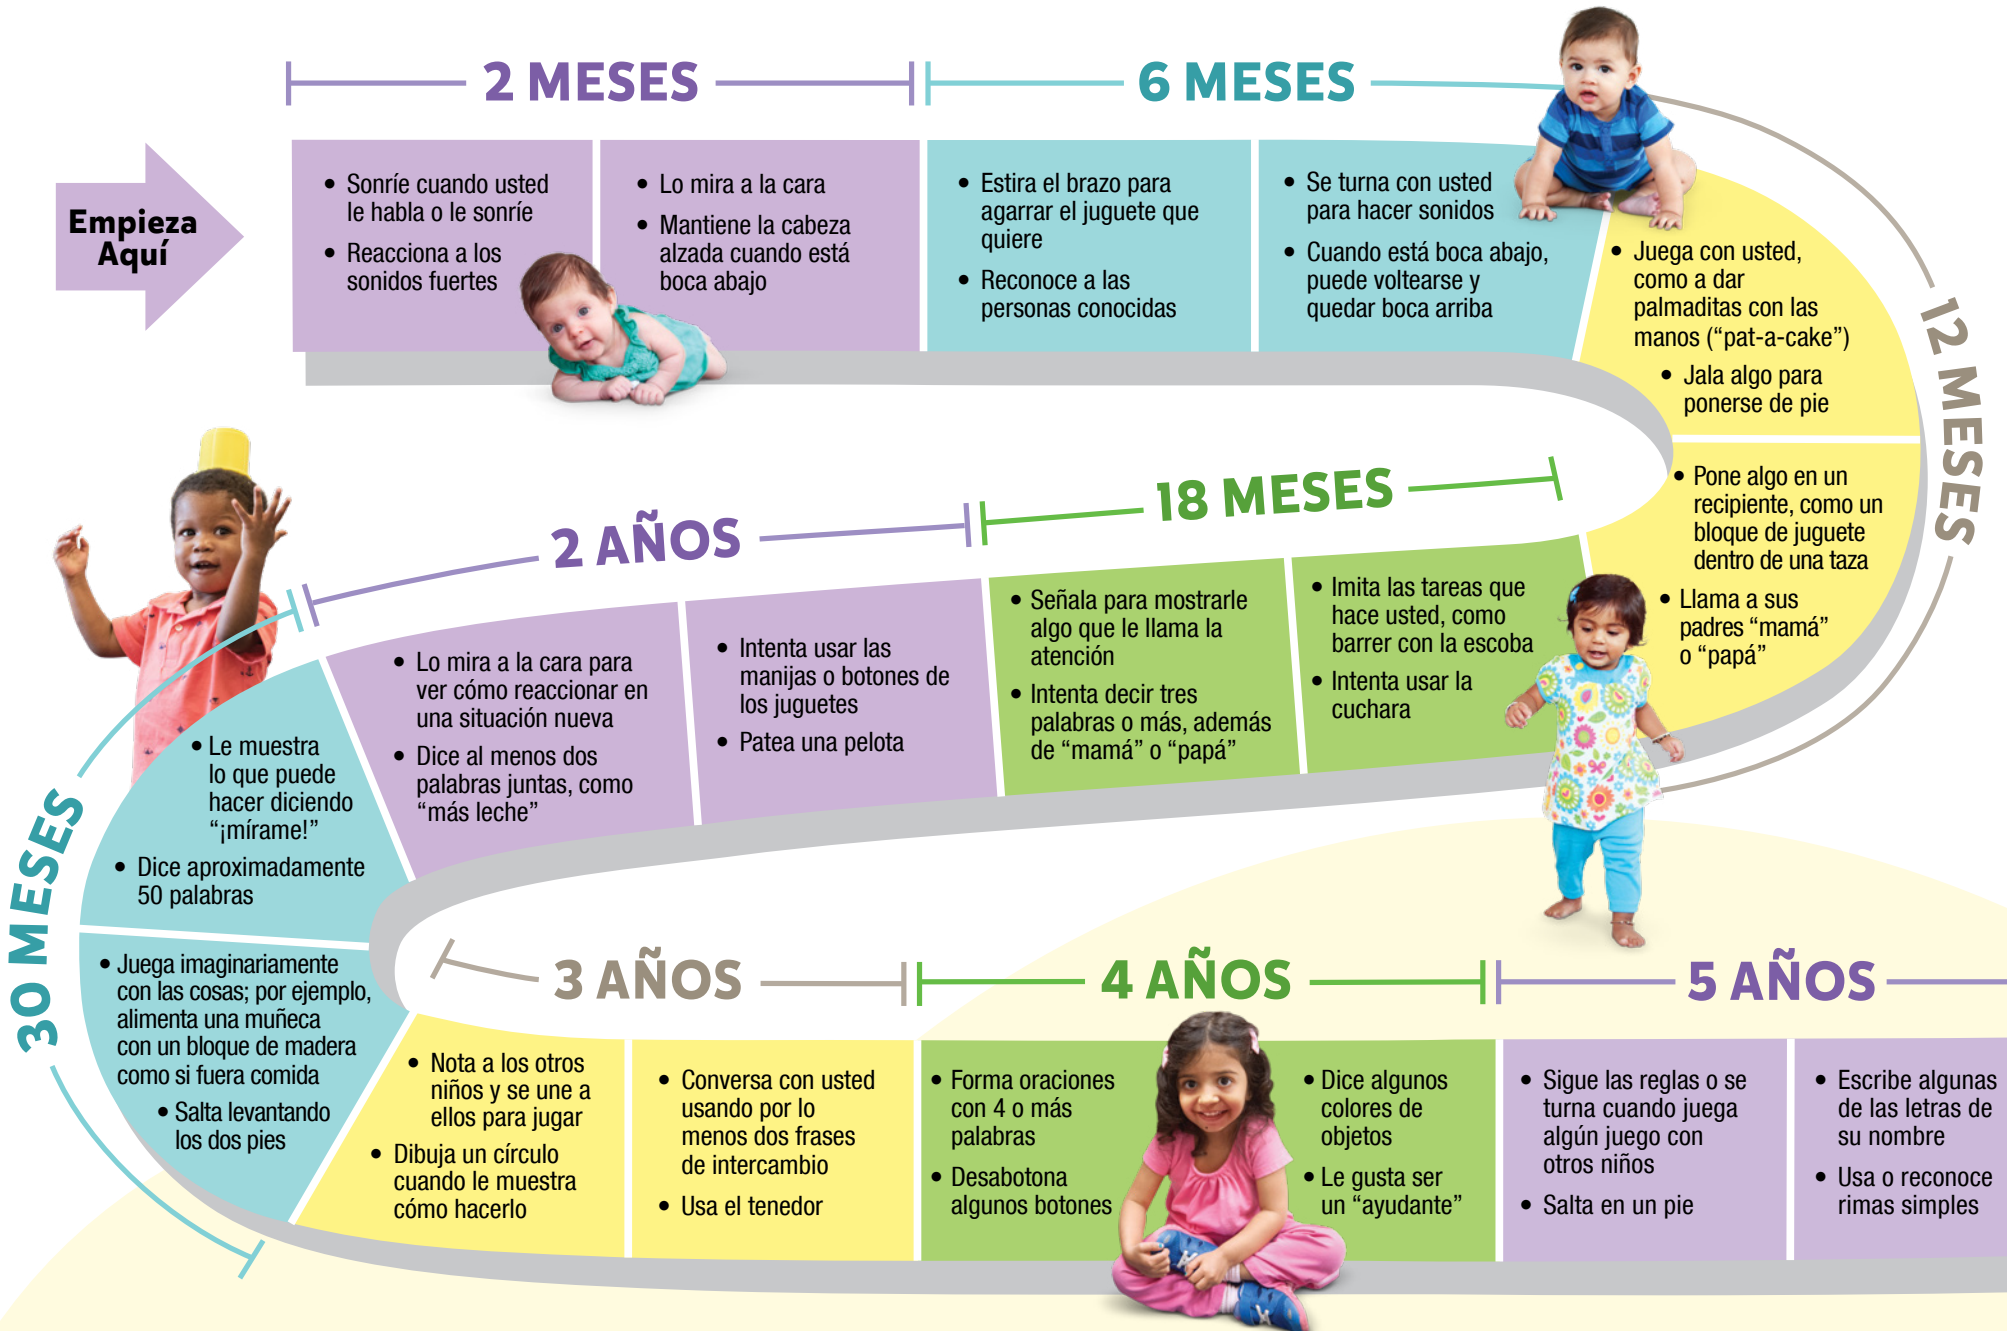 2 MESES
6 MESES
Empieza
Aquí
• Sonríe cuando usted
le habla o le sonríe
• Reacciona a los
sonidos fuertes
• Lo mira a la cara
• Mantiene la cabeza
alzada cuando está
boca abajo
• Estira el brazo para
agarrar el juguete que
quiere
• Reconoce a las
personas conocidas
• Se turna con usted
para hacer sonidos
• Cuando está boca abajo,
puede voltearse y
quedar boca arriba
12 MESES
• Juega con usted,
como a dar
palmaditas con las
manos (“pat-a-cake”)
• Jala algo para
ponerse de pie
• Pone algo en un
recipiente, como un
bloque de juguete
dentro de una taza
• Llama a sus
padres “mamá”
o “papá”
18 MESES
• Señala para mostrarle
algo que le llama la
atención
• Intenta decir tres
palabras o más, además
de “mamá” o “papá”
• Imita las tareas que
hace usted, como
barrer con la escoba
• Intenta usar la
cuchara
2 AÑOS
• Lo mira a la cara para
ver cómo reaccionar en
una situación nueva
• Dice al menos dos
palabras juntas, como
“más leche”
• Intenta usar las
manijas o botones de
los juguetes
• Patea una pelota
30 MESES
• Le muestra
lo que puede
hacer diciendo
“¡mírame!”
• Dice aproximadamente
50 palabras
• Juega imaginariamente
con las cosas; por ejemplo,
alimenta una muñeca
con un bloque de madera
como si fuera comida
• Salta levantando
los dos pies
3 AÑOS
• Nota a los otros
niños y se une a
ellos para jugar
• Dibuja un círculo
cuando le muestra
cómo hacerlo
• Conversa con usted
usando por lo
menos dos frases
de intercambio
• Usa el tenedor
4 AÑOS
• Forma oraciones
con 4 o más
palabras
• Desabotona
algunos botones
• Dice algunos
colores de
objetos
• Le gusta ser
un “ayudante”
5 AÑOS
• Sigue las reglas o se
turna cuando juega
algún juego con
otros niños
• Salta en un pie
• Escribe algunas
de las letras de
su nombre
• Usa o reconoce
rimas simples